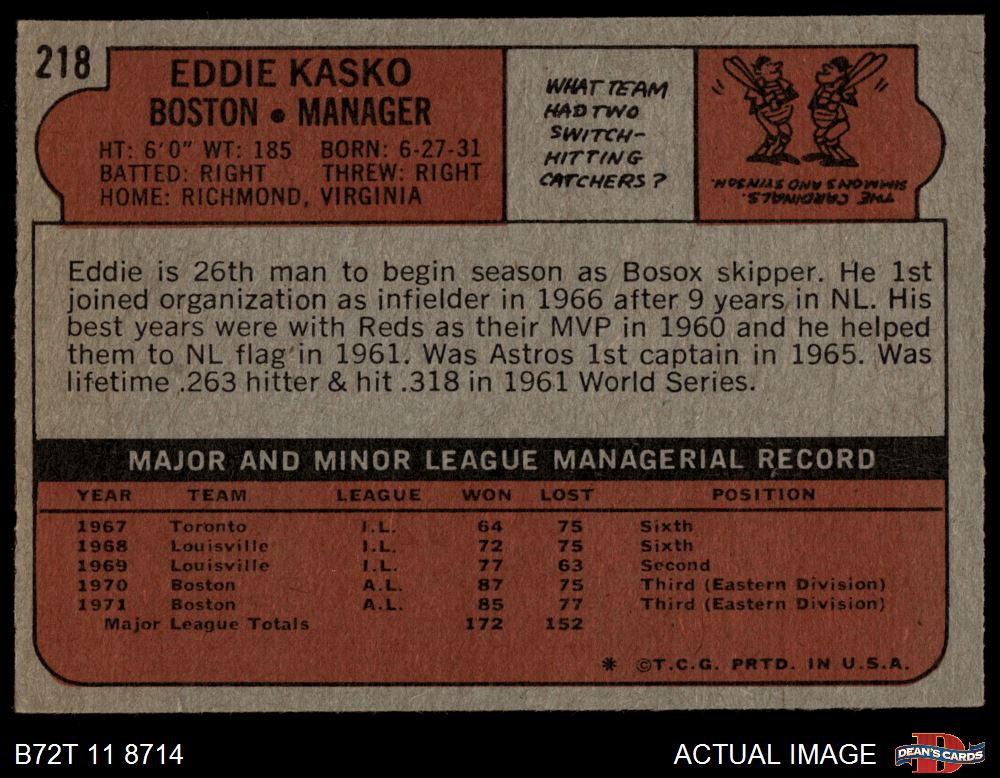 218
EDDIE KASKO
BOSTON • MANAGER
HT: 6'0" WT: 185 BORN: 6-27-31
BATTED: RIGHT THREW: RIGHT
HOME: RICHMOND, VIRGINIA
WHAT TEAM
HAD TWO
SWITCH-
HITTING
CATCHERS?
THE CARDINALS.
SIMMONS AND STINSON.
Eddie is 26th man to begin season as Bosox skipper. He 1st
joined organization as infielder in 1966 after 9 years in NL. His
best years were with Reds as their MVP in 1960 and he helped
them to NL flag in 1961. Was Astros 1st captain in 1965. Was
lifetime .263 hitter & hit .318 in 1961 World Series.
MAJOR AND MINOR LEAGUE MANAGERIAL RECORD
YEAR TEAM LEAGUE WON LOST POSITION
1967 Toronto I.L. 64 75 Sixth
1968 Louisville I.L. 72 75 Sixth
1969 Louisville I.L. 77 63 Second
1970 Boston A.L. 87 75 Third (Eastern Division)
1971 Boston A.L. 85 77 Third (Eastern Division)
Major League Totals 172 152
* ©T.C.G. PRTD. IN U.S.A.
B72T 11 8714
ACTUAL IMAGE
DEAN'S CARDS